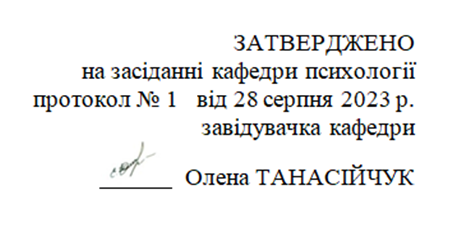 ЗАТВЕРДЖЕНО
на засіданні кафедри психології
протокол № 1 від 28 серпня 2023 р.
завідувачка кафедри
Олена ТАНАСІЙЧУК